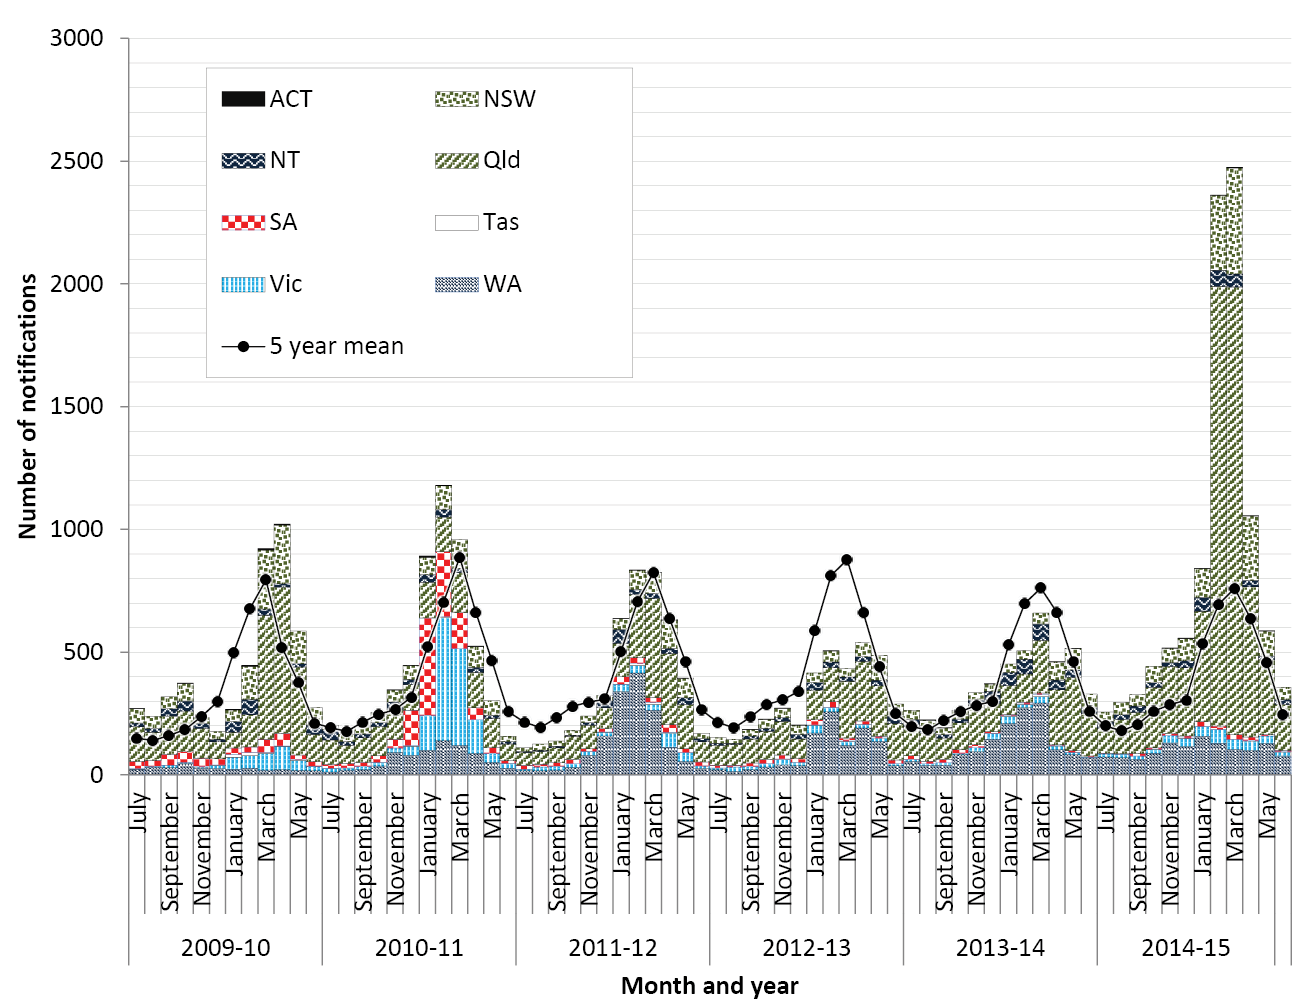 3000
2500
2000
1500
1000
500
0
Number of notifications
ACT NSW
NT Qld
SA Tas
Vic WA
5 year mean
July September November January March May July September November January March May July September November January March May July September November January March May July September November January March May July September November January March May
2009-10 2010-11 2011-12 2012-13 2013-14 2014-15
Month and year